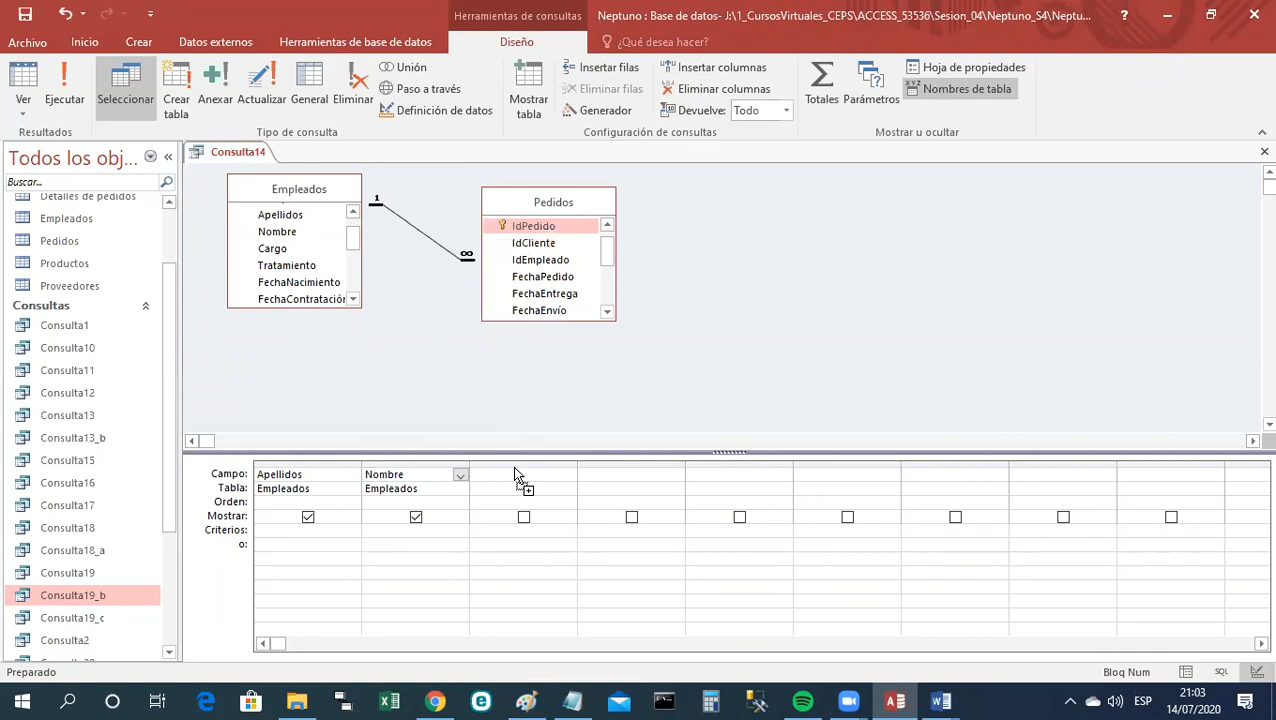 Herramientas de consultas
Neptuno : Base de datos- J:\1_CursosVirtuales_CEPS\ACCESS_53536\Sesion_04\Neptuno_S4\Neptu...
?
Archivo
Inicio
Crear
Datos externos
Herramientas de base de datos
Diseño
¿Qué desea hacer?
Ver
Ejecutar
Seleccionar
Crear tabla
Anexar
Actualizar
General
Eliminar
Unión
Paso a través
Definición de datos
Mostrar tabla
Insertar filas
Eliminar filas
Generador
Insertar columnas
Eliminar columnas
Devuelve: Todo
Totales
Parámetros
Hoja de propiedades
XYZ Nombres de tabla
Resultados
Tipo de consulta
Configuración de consultas
Mostrar u ocultar
Todos los obj...
Buscar...
Detalles de pedidos
Empleados
Pedidos
Productos
Proveedores
Consultas
Consulta1
Consulta10
Consulta11
Consulta12
Consulta13
Consulta13_b
Consulta15
Consulta16
Consulta17
Consulta18
Consulta18_a
Consulta19
Consulta19_b
Consulta19_c
Consulta2
Consulta14
Empleados
Apellidos
Nombre
Cargo
Tratamiento
FechaNacimiento
FechaContratación
1
∞
Pedidos
IdPedido
IdCliente
IdEmpleado
FechaPedido
FechaEntrega
FechaEnvío
Campo: Apellidos Nombre
Tabla: Empleados Empleados
Orden:
Mostrar:
Criterios:
o:
Preparado
Bloq Num
SQL
ESP
21:03
14/07/2020